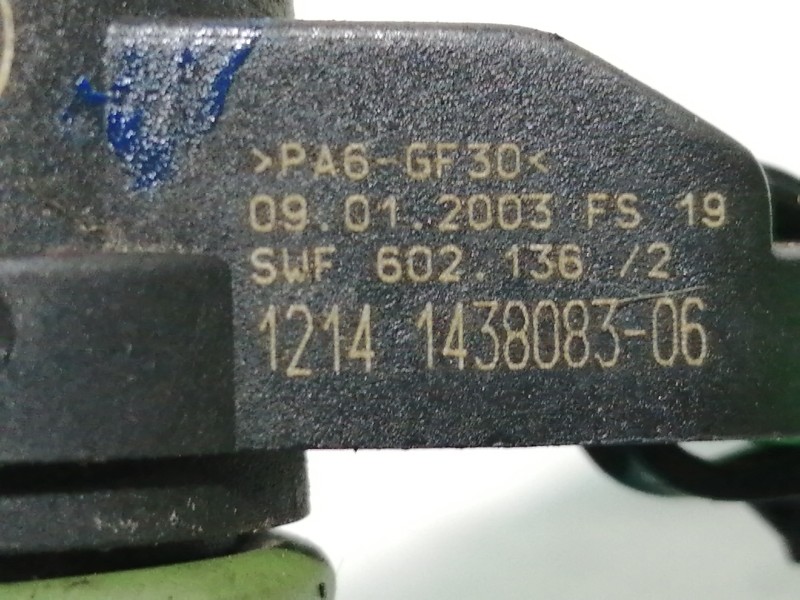 >PA6-GF30<
09.01.2003 FS 19
SWF 602.136 /2
1214 1438083-06